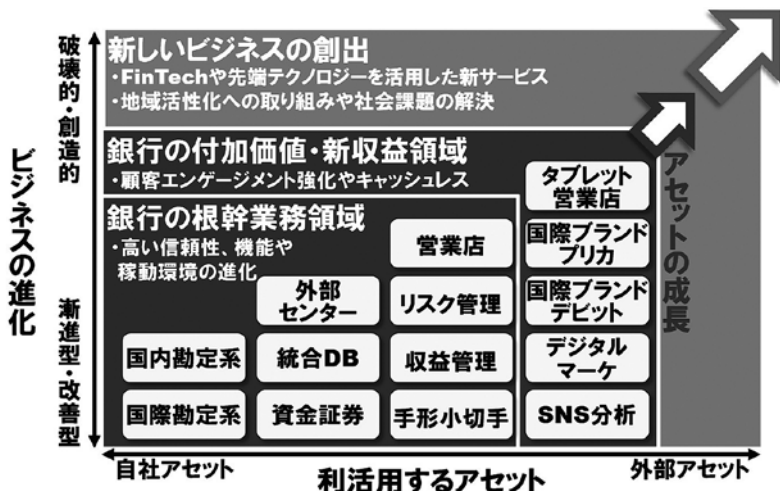 新しいビジネスの創出
・FinTechや先端テクノロジーを活用した新サービス
・地域活性化への取り組みや社会課題の解決
銀行の付加価値・新収益領域
・顧客エンゲージメント強化やキャッシュレス
銀行の根幹業務領域
・高い信頼性、機能や
稼動環境の進化
国内勘定系
国際勘定系
外部
センター
統合DB
資金証券
営業店
リスク管理
収益管理
手形小切手
タブレット
営業店
国際ブランド
プリカ
国際ブランド
デビット
デジタル
マーケ
SNS分析
アセットの成長
ビジネスの進化
破壊的・創造的
漸進型・改善型
自社アセット
利活用するアセット
外部アセット